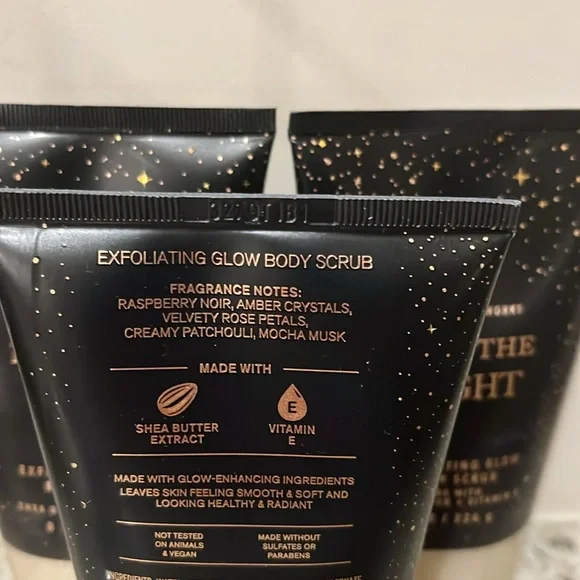 EXFOLIATING GLOW BODY SCRUB
FRAGRANCE NOTES:
RASPBERRY NOIR, AMBER CRYSTALS,
VELVETY ROSE PETALS,
CREAMY PATCHOULI, MOCHA MUSK
MADE WITH
E
SHEA BUTTER
EXTRACT
VITAMIN
E
MADE WITH GLOW-ENHANCING INGREDIENTS
LEAVES SKIN FEELING SMOOTH & SOFT AND
LOOKING HEALTHY & RADIANT
NOT TESTED
ON ANIMALS
& VEGAN
MADE WITHOUT
SULFATES OR
PARABENS
THE
GHT
GLOW
SCRUB